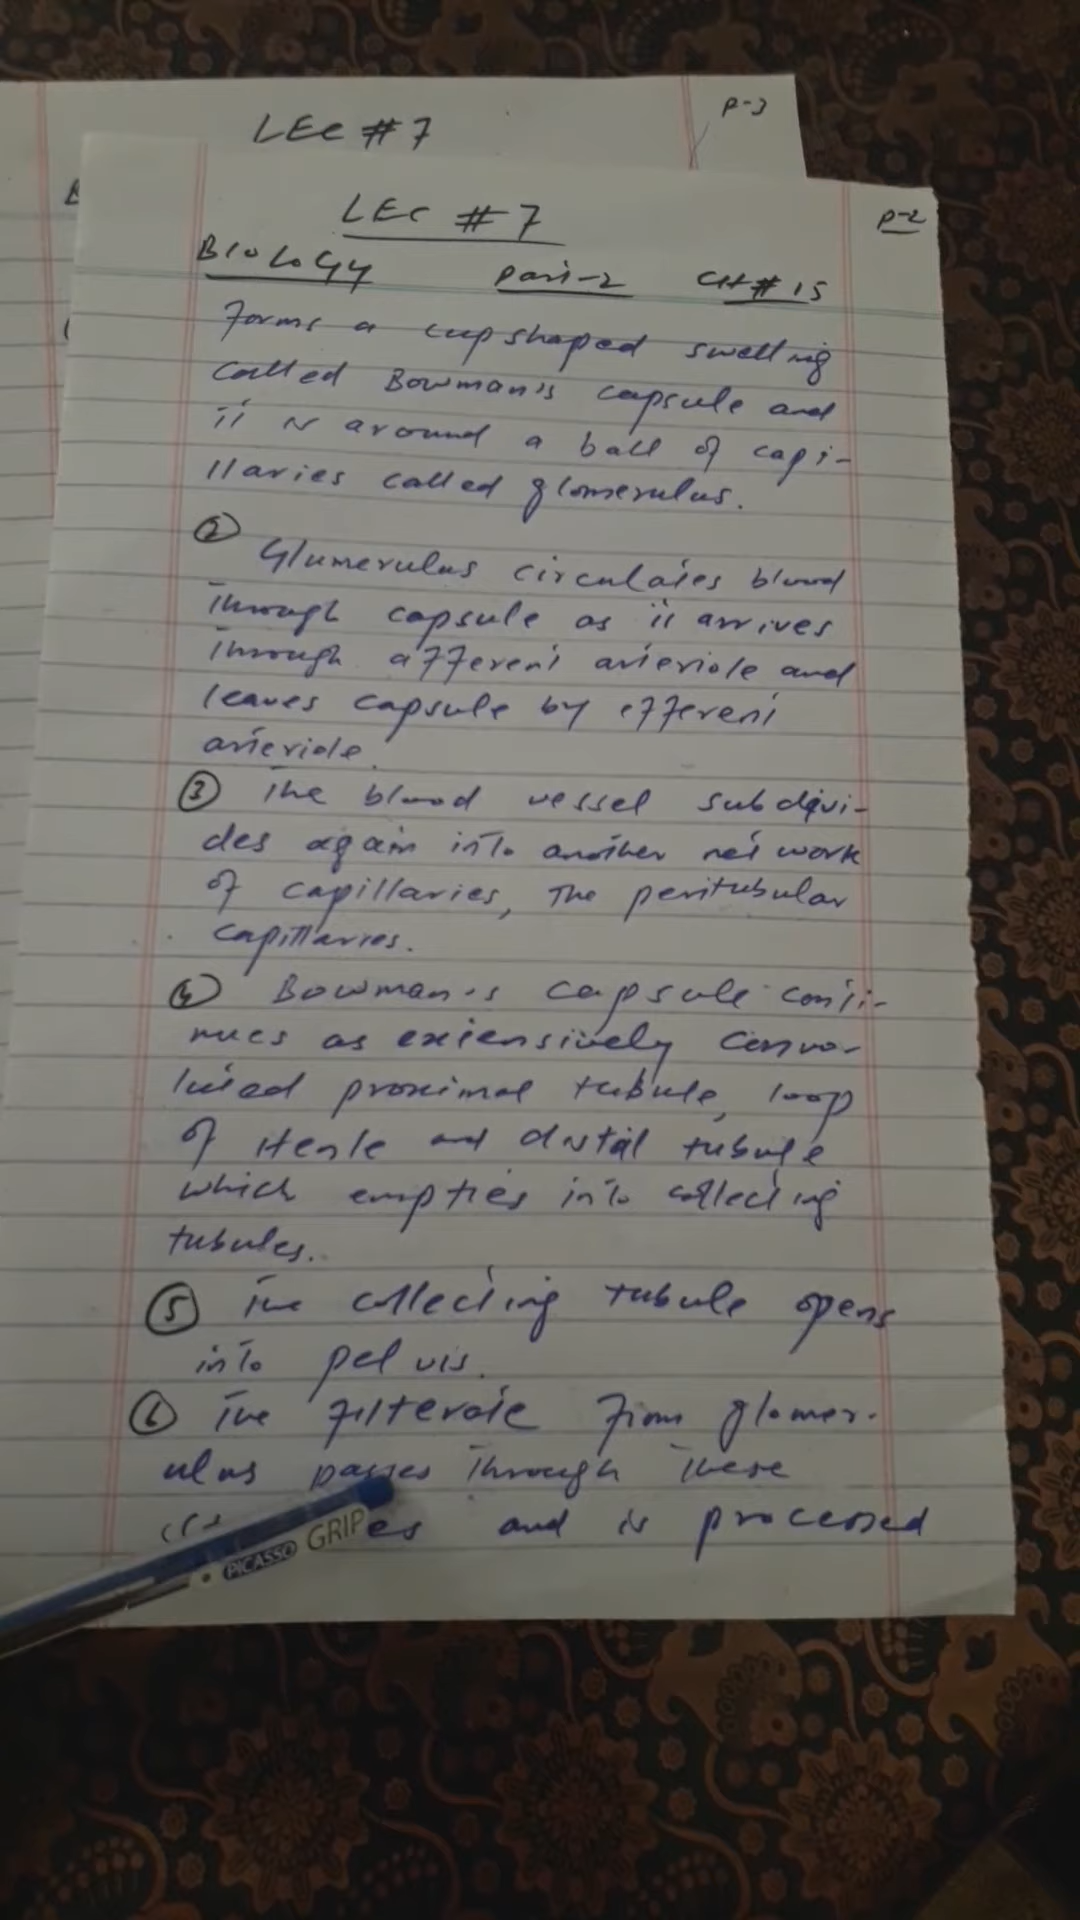 LEC #7
P-3
LEC #7
P-2
BIOLOGY Part-2 CH#15
Forms a cup shaped swelling
called Bowman's capsule and
it is around a ball of capi-
llaries called glomerulus.
② Glumerulus circulates blood
through capsule as it arrives
through afferent arteriole and
leaves capsule by efferent
arteriole.
③ The blood vessel subdivi-
des again into another net work
of capillaries, The peritubular
capillaries.
④ Bowman's capsule conti-
nues as extensively convo-
luted proximal tubule, loop
of Henle and distal tubule
which empties into collecting
tubules.
⑤ The collecting tubule opens
into pelvis.
⑥ The filterate from glomer-
ulus passes through these
es and is processed
PICASSO GRIP